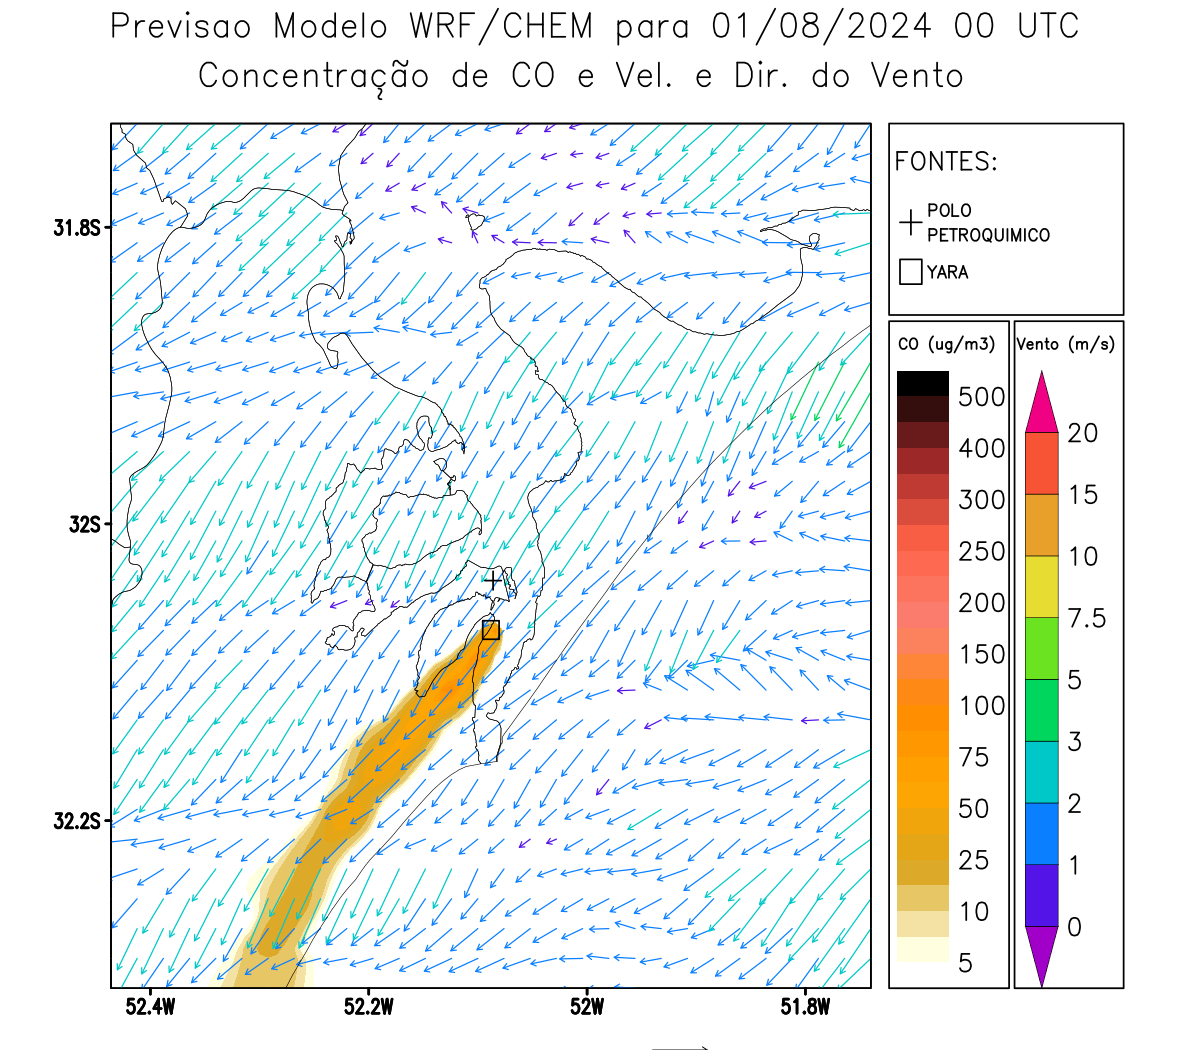 Previsao Modelo WRF/CHEM para 01/08/2024 00 UTC
Concentração de CO e Vel. e Dir. do Vento
FONTES:
POLO
PETROQUIMICO
YARA
CO (ug/m3)
500
400
300
250
200
150
100
75
50
25
10
5
Vento (m/s)
20
15
10
7.5
5
3
2
1
0
31.8S
32S
32.2S
52.4W
52.2W
52W
51.8W